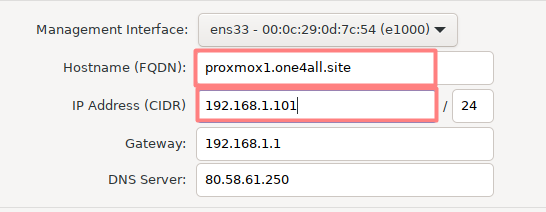 Management Interface: ens33 - 00:0c:29:0d:7c:54 (e1000)
Hostname (FQDN): proxmox1.one4all.site
IP Address (CIDR) 192.168.1.101 / 24
Gateway: 192.168.1.1
DNS Server: 80.58.61.250